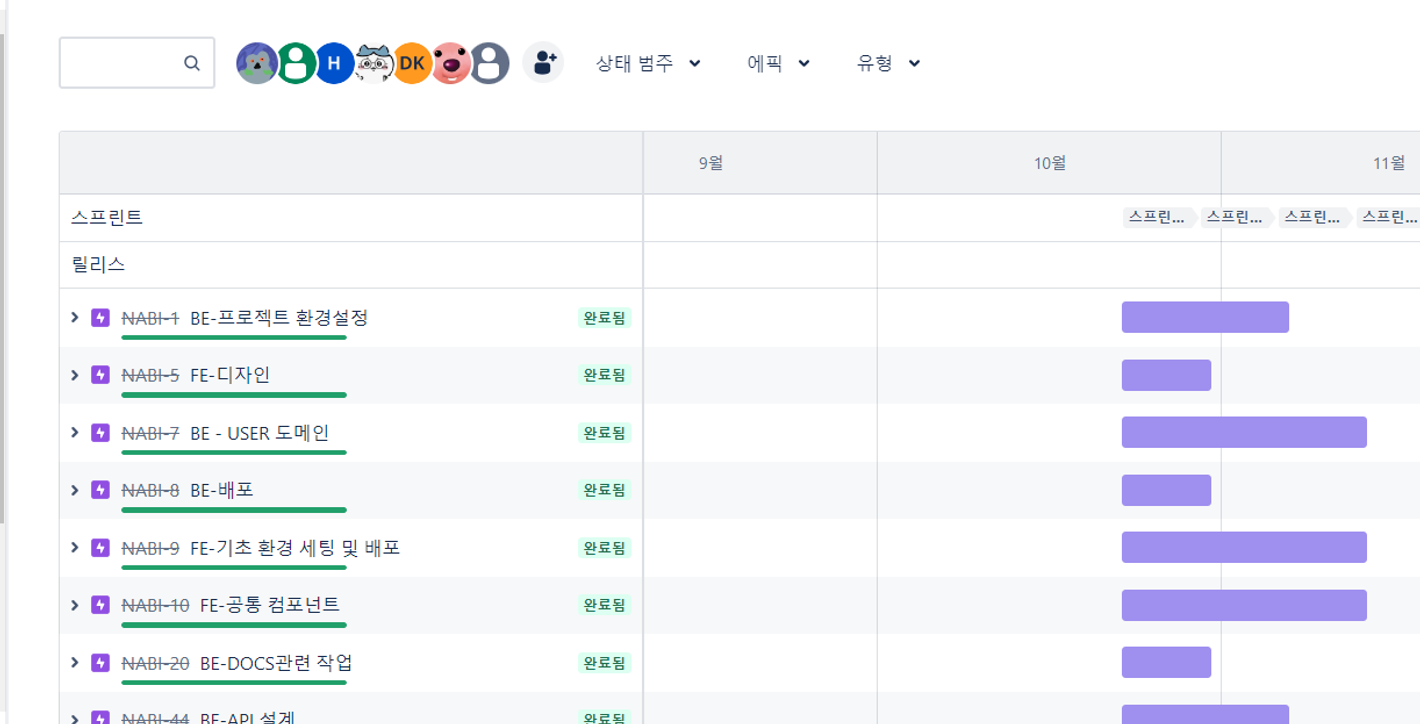 H DK 상태 범주 에픽 유형
9월 10월 11월
스프린트 스프린... 스프린... 스프린... 스프린...
릴리스
NABI-1 BE-프로젝트 환경설정 완료됨
NABI-5 FE-디자인 완료됨
NABI-7 BE - USER 도메인 완료됨
NABI-8 BE-배포 완료됨
NABI-9 FE-기초 환경 세팅 및 배포 완료됨
NABI-10 FE-공통 컴포넌트 완료됨
NABI-20 BE-DOCS관련 작업 완료됨
NABI-44 BE-API 설계 완료됨